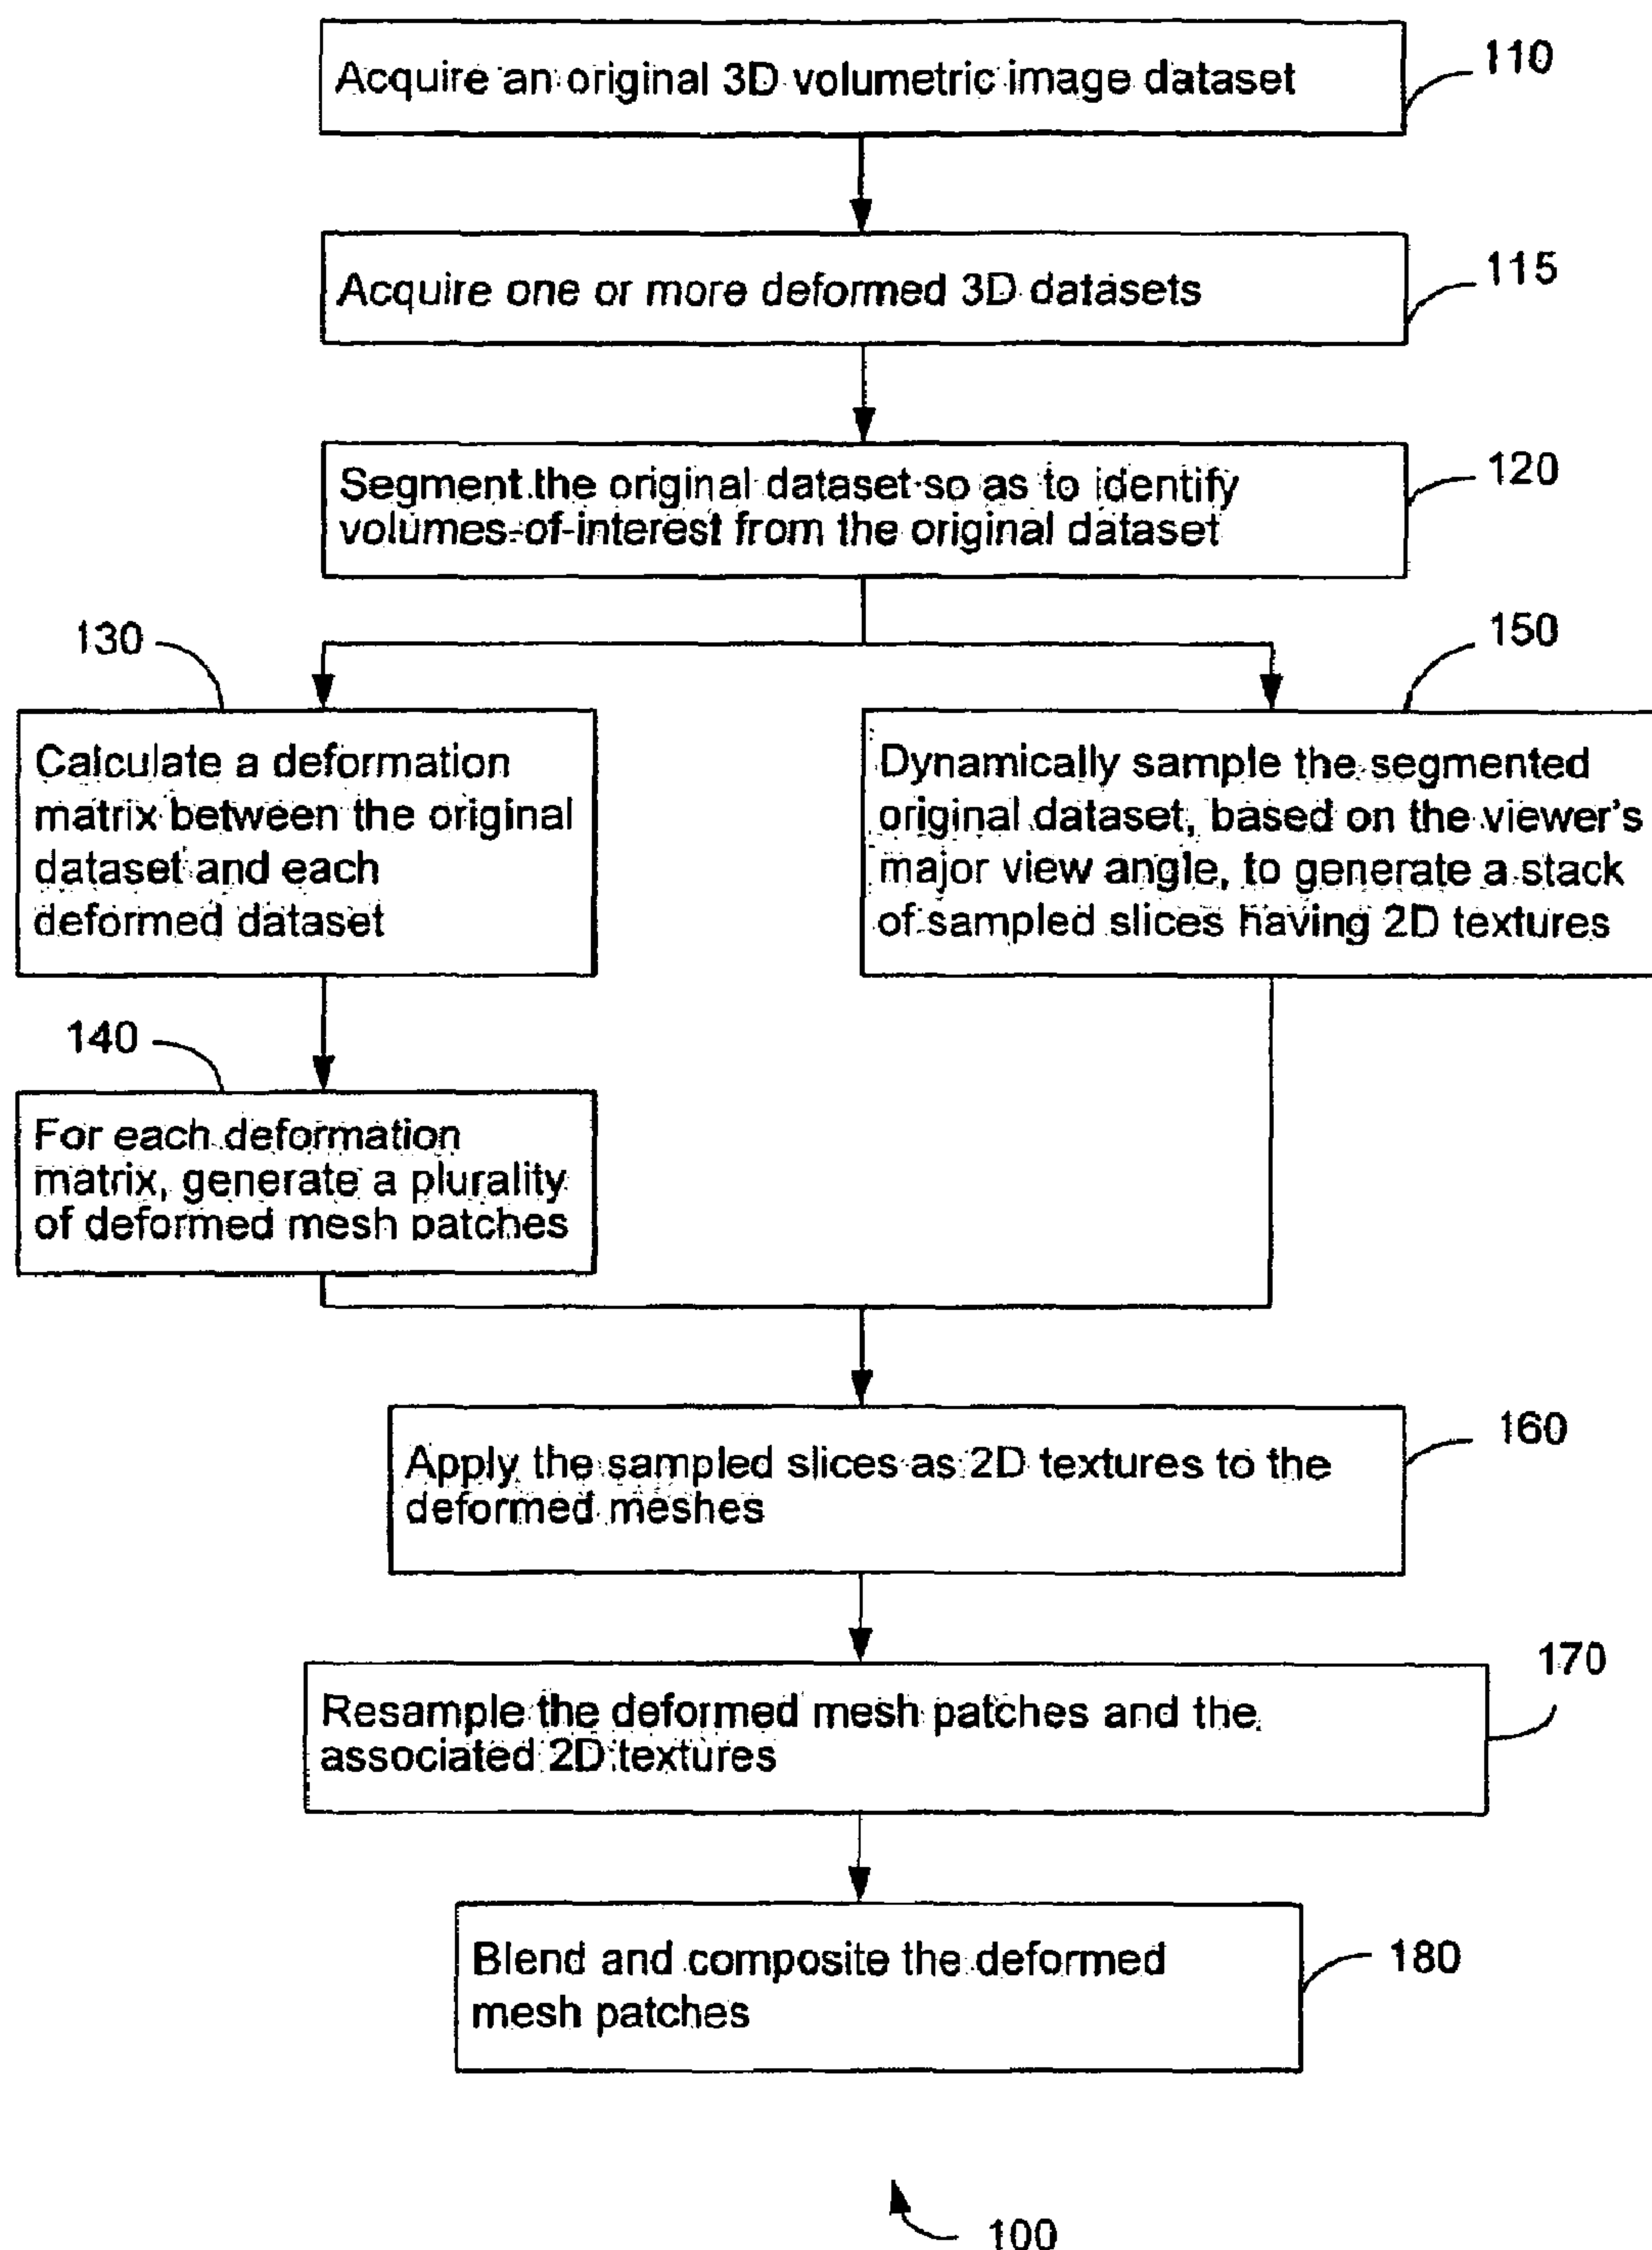 Acquire an original 3D volumetric image dataset
110
Acquire one or more deformed 3D datasets
115
Segment the original dataset so as to identify
volumes-of-interest from the original dataset
120
130
Calculate a deformation
matrix between the original
dataset and each
deformed dataset
150
Dynamically sample the segmented
original dataset, based on the viewer's
major view angle, to generate a stack
of sampled slices having 2D textures
140
For each deformation
matrix, generate a plurality
of deformed mesh patches
Apply the sampled slices as 2D textures to the
deformed meshes
160
Resample the deformed mesh patches and the
associated 2D textures
170
Blend and composite the deformed
mesh patches
180
100